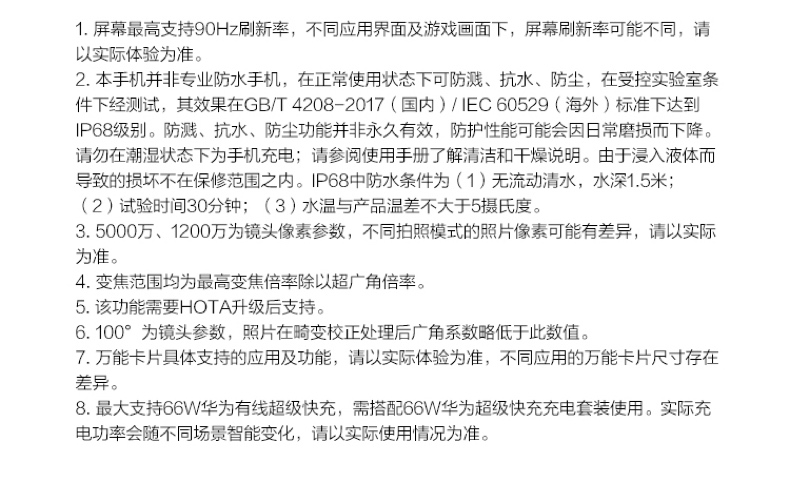 1. 屏幕最高支持90Hz刷新率，不同应用界面及游戏画面下，屏幕刷新率可能不同，请
以实际体验为准。
2. 本手机并非专业防水手机，在正常使用状态下可防溅、抗水、防尘，在受控实验室条
件下经测试，其效果在GB/T 4208-2017（国内）/ IEC 60529（海外）标准下达到
IP68级别。防溅、抗水、防尘功能并非永久有效，防护性能可能会因日常磨损而下降。
请勿在潮湿状态下为手机充电；请参阅使用手册了解清洁和干燥说明。由于浸入液体而
导致的损坏不在保修范围之内。IP68中防水条件为（1）无流动清水，水深1.5米；
（2）试验时间30分钟；（3）水温与产品温差不大于5摄氏度。
3. 5000万、1200万为镜头像素参数，不同拍照模式的照片像素可能有差异，请以实际
为准。
4. 变焦范围均为最高变焦倍率除以超广角倍率。
5. 该功能需要HOTA升级后支持。
6. 100°为镜头参数，照片在畸变校正处理后广角系数略低于此数值。
7. 万能卡片具体支持的应用及功能，请以实际体验为准，不同应用的万能卡片尺寸存在
差异。
8. 最大支持66W华为有线超级快充，需搭配66W华为超级快充充电套装使用。实际充
电功率会随不同场景智能变化，请以实际使用情况为准。